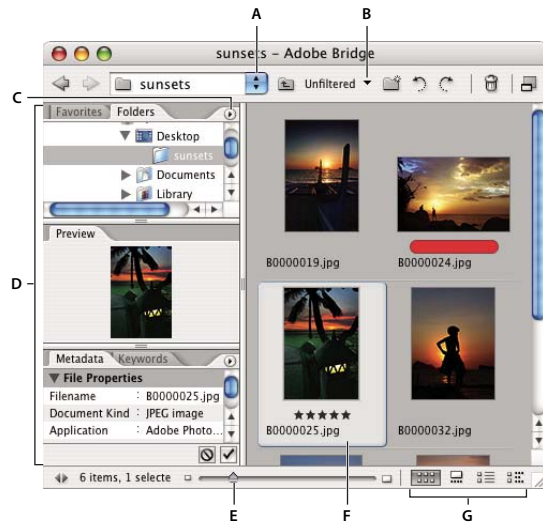 A
B
sunsets – Adobe Bridge
sunsets
Unfiltered
C
Favorites Folders
Desktop
sunsets
Documents
Library
Preview
D
B0000019.jpg
B0000024.jpg
Metadata Keywords
File Properties
Filename : B0000025.jpg
Document Kind : JPEG image
Application : Adobe Photo...
★★★★★
B0000025.jpg
B0000032.jpg
6 items, 1 selecte
E
F
G